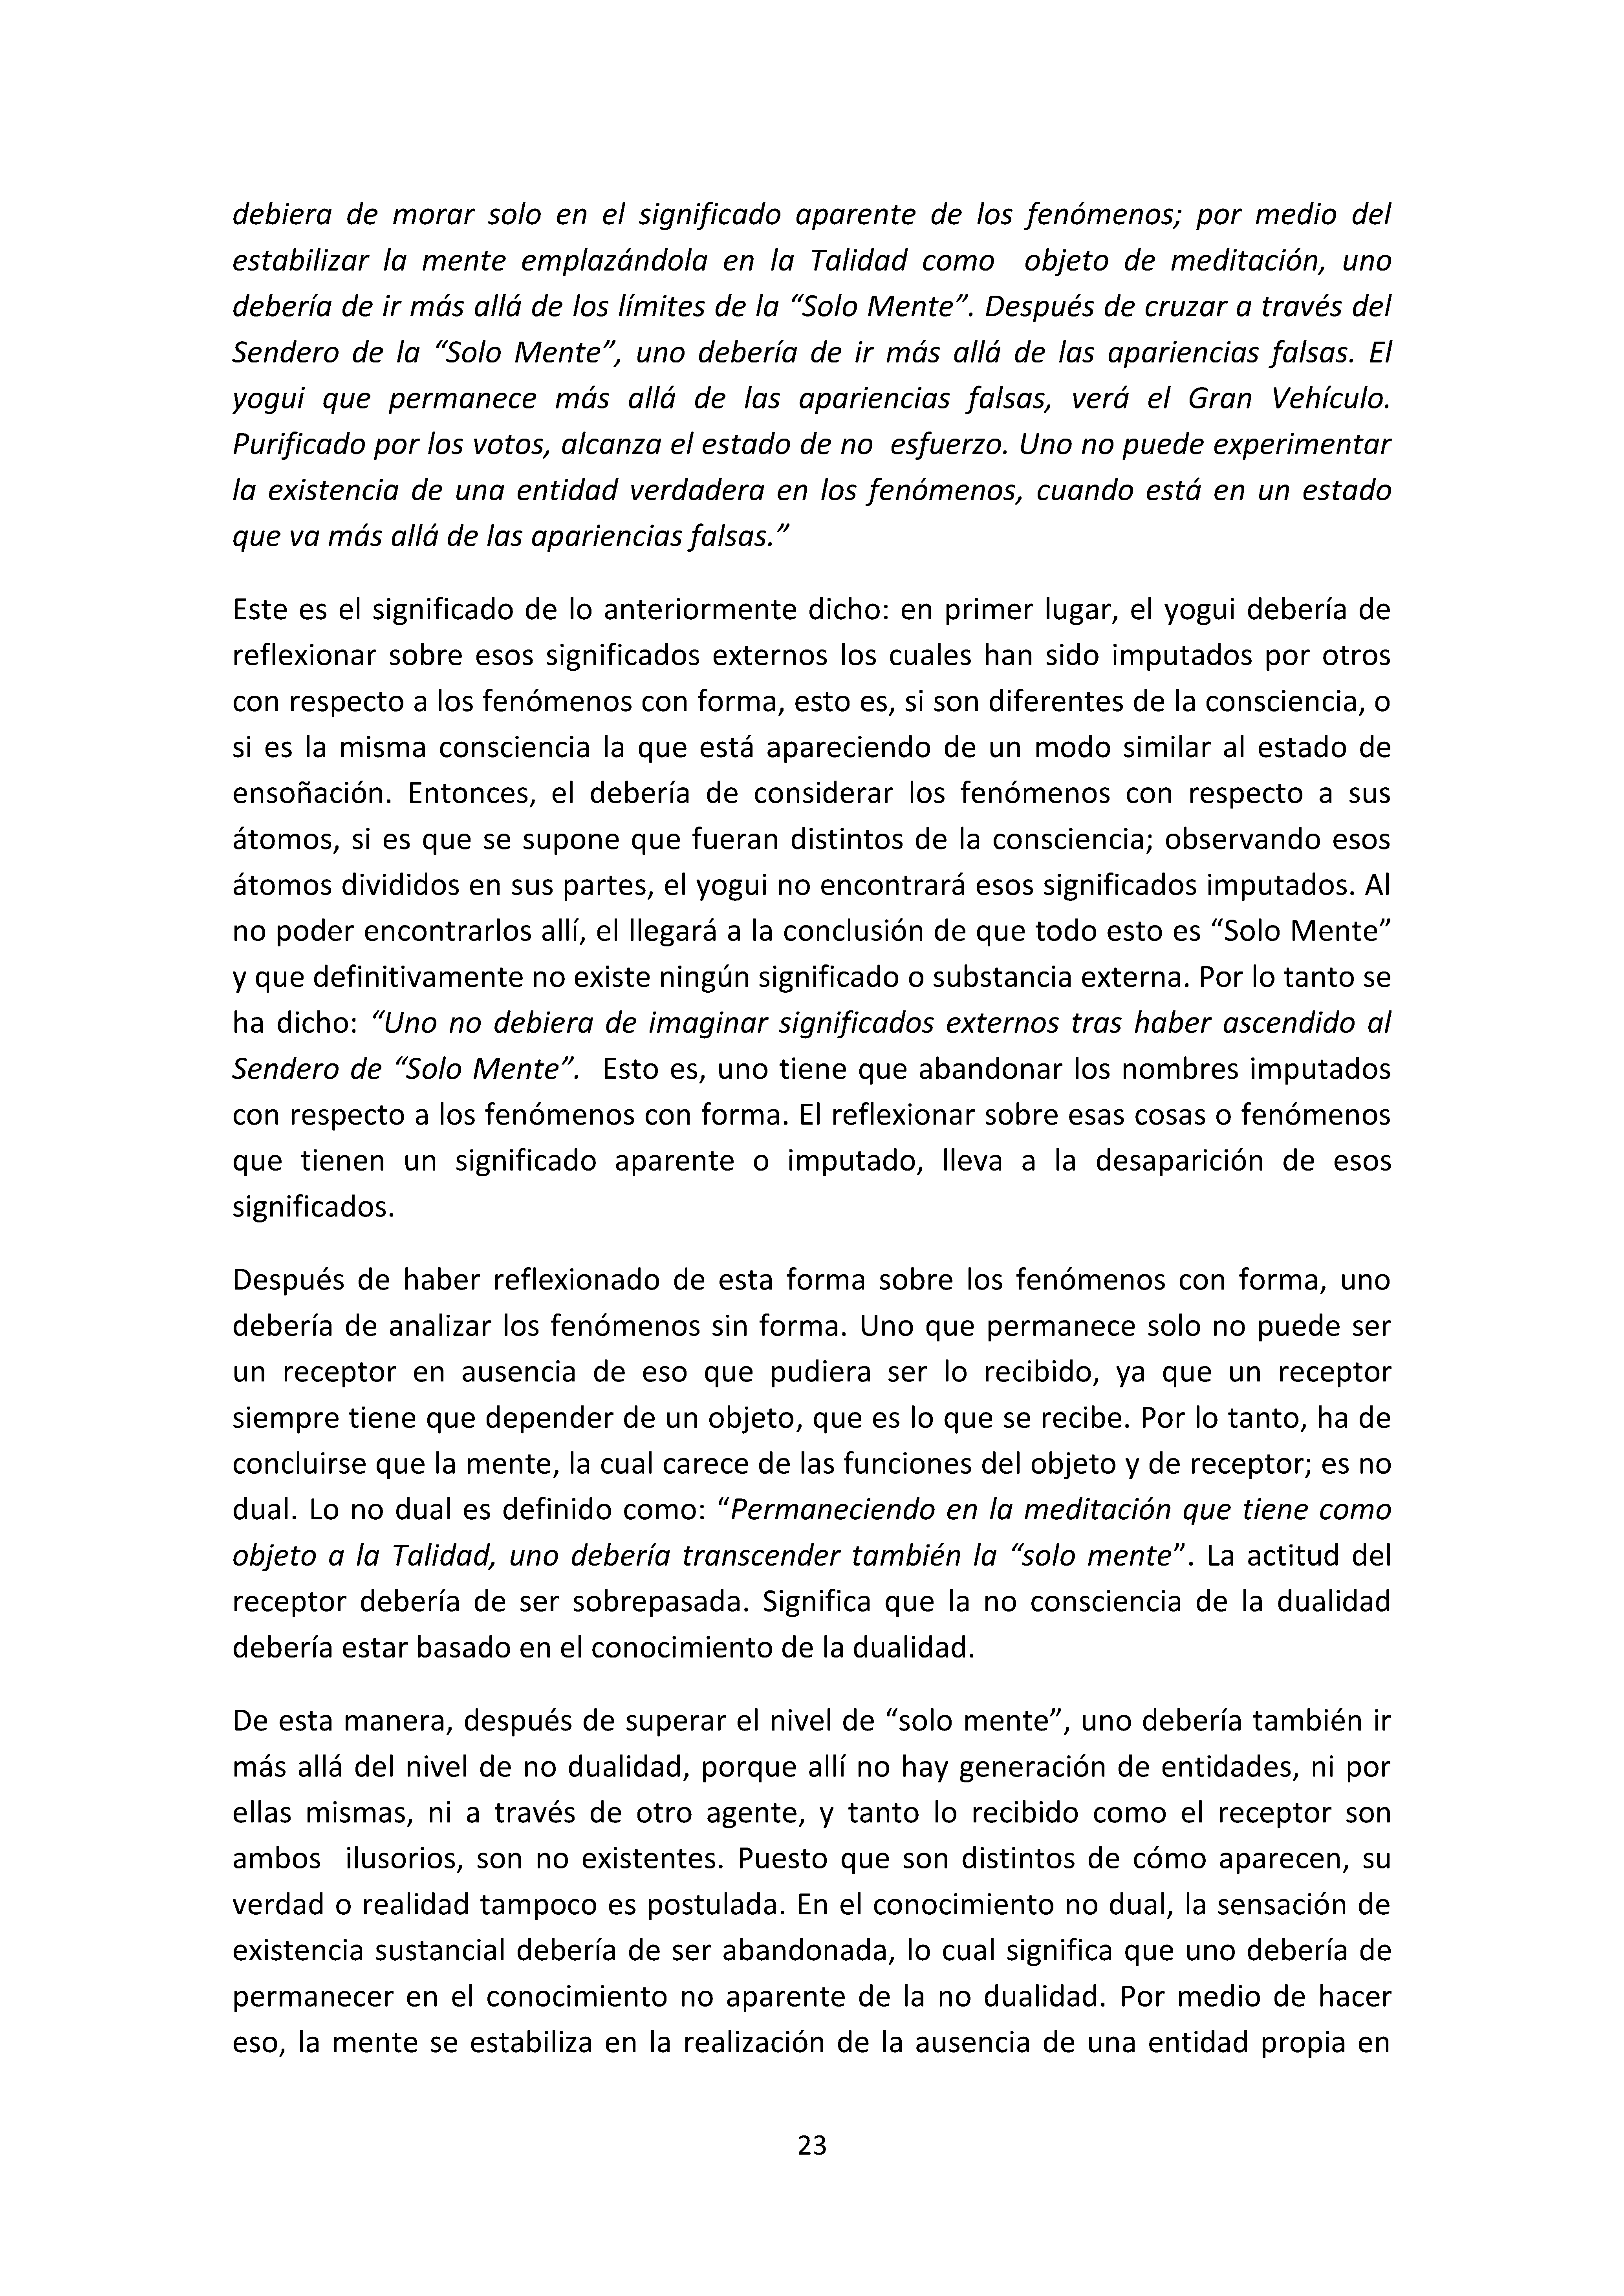 debiera de morar solo en el significado aparente de los fenómenos; por medio del
estabilizar la mente emplazándola en la Talidad como  objeto de meditación, uno
debería de ir más allá de los límites de la “Solo Mente”. Después de cruzar a través del
Sendero de la “Solo Mente”, uno debería de ir más allá de las apariencias falsas. El
yogui que permanece más allá de las apariencias falsas, verá el Gran Vehículo.
Purificado por los votos, alcanza el estado de no  esfuerzo. Uno no puede experimentar
la existencia de una entidad verdadera en los fenómenos, cuando está en un estado
que va más allá de las apariencias falsas.”
Este es el significado de lo anteriormente dicho: en primer lugar, el yogui debería de
reflexionar sobre esos significados externos los cuales han sido imputados por otros
con respecto a los fenómenos con forma, esto es, si son diferentes de la consciencia, o
si es la misma consciencia la que está apareciendo de un modo similar al estado de
ensoñación. Entonces, el debería de considerar los fenómenos con respecto a sus
átomos, si es que se supone que fueran distintos de la consciencia; observando esos
átomos divididos en sus partes, el yogui no encontrará esos significados imputados. Al
no poder encontrarlos allí, el llegará a la conclusión de que todo esto es “Solo Mente”
y que definitivamente no existe ningún significado o substancia externa. Por lo tanto se
ha dicho: “Uno no debiera de imaginar significados externos tras haber ascendido al
Sendero de “Solo Mente”.  Esto es, uno tiene que abandonar los nombres imputados
con respecto a los fenómenos con forma. El reflexionar sobre esas cosas o fenómenos
que tienen un significado aparente o imputado, lleva a la desaparición de esos
significados.
Después de haber reflexionado de esta forma sobre los fenómenos con forma, uno
debería de analizar los fenómenos sin forma. Uno que permanece solo no puede ser
un receptor en ausencia de eso que pudiera ser lo recibido, ya que un receptor
siempre tiene que depender de un objeto, que es lo que se recibe. Por lo tanto, ha de
concluirse que la mente, la cual carece de las funciones del objeto y de receptor; es no
dual. Lo no dual es definido como: “Permaneciendo en la meditación que tiene como
objeto a la Talidad, uno debería transcender también la “solo mente”. La actitud del
receptor debería de ser sobrepasada. Significa que la no consciencia de la dualidad
debería estar basado en el conocimiento de la dualidad.
De esta manera, después de superar el nivel de “solo mente”, uno debería también ir
más allá del nivel de no dualidad, porque allí no hay generación de entidades, ni por
ellas mismas, ni a través de otro agente, y tanto lo recibido como el receptor son
ambos  ilusorios, son no existentes. Puesto que son distintos de cómo aparecen, su
verdad o realidad tampoco es postulada. En el conocimiento no dual, la sensación de
existencia sustancial debería de ser abandonada, lo cual significa que uno debería de
permanecer en el conocimiento no aparente de la no dualidad. Por medio de hacer
eso, la mente se estabiliza en la realización de la ausencia de una entidad propia en
23